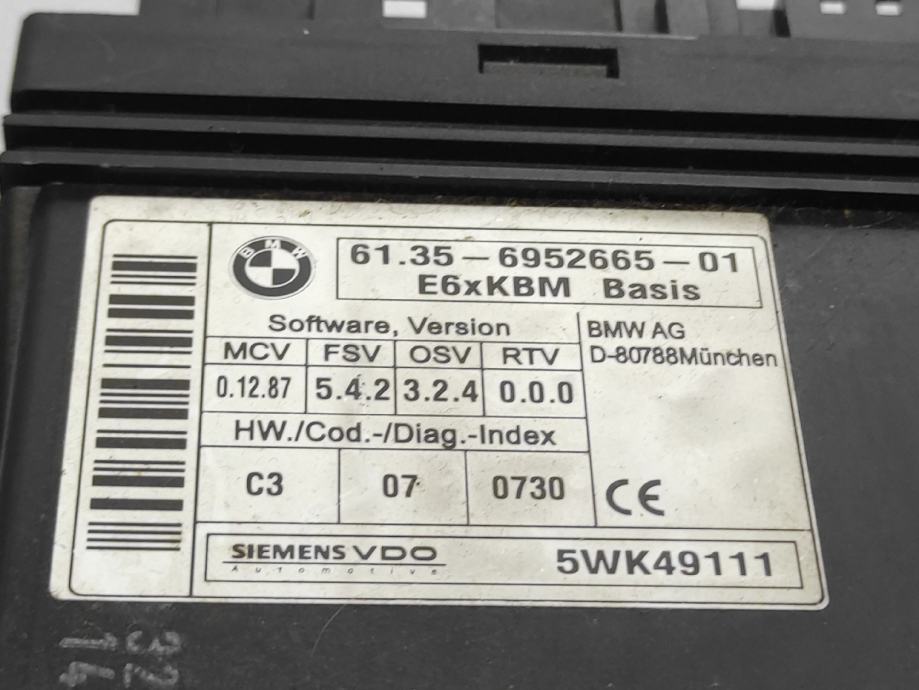 BMW
61.35-6952665-01
E6xKBM Basis
Software, Version
BMW AG
D-80788München
MCV FSV OSV RTV
0.12.87 5.4.2 3.2.4 0.0.0
HW./Cod.-/Diag.-Index
C3 07 0730
CE
SIEMENS VDO
Automotive
5WK49111
32
14